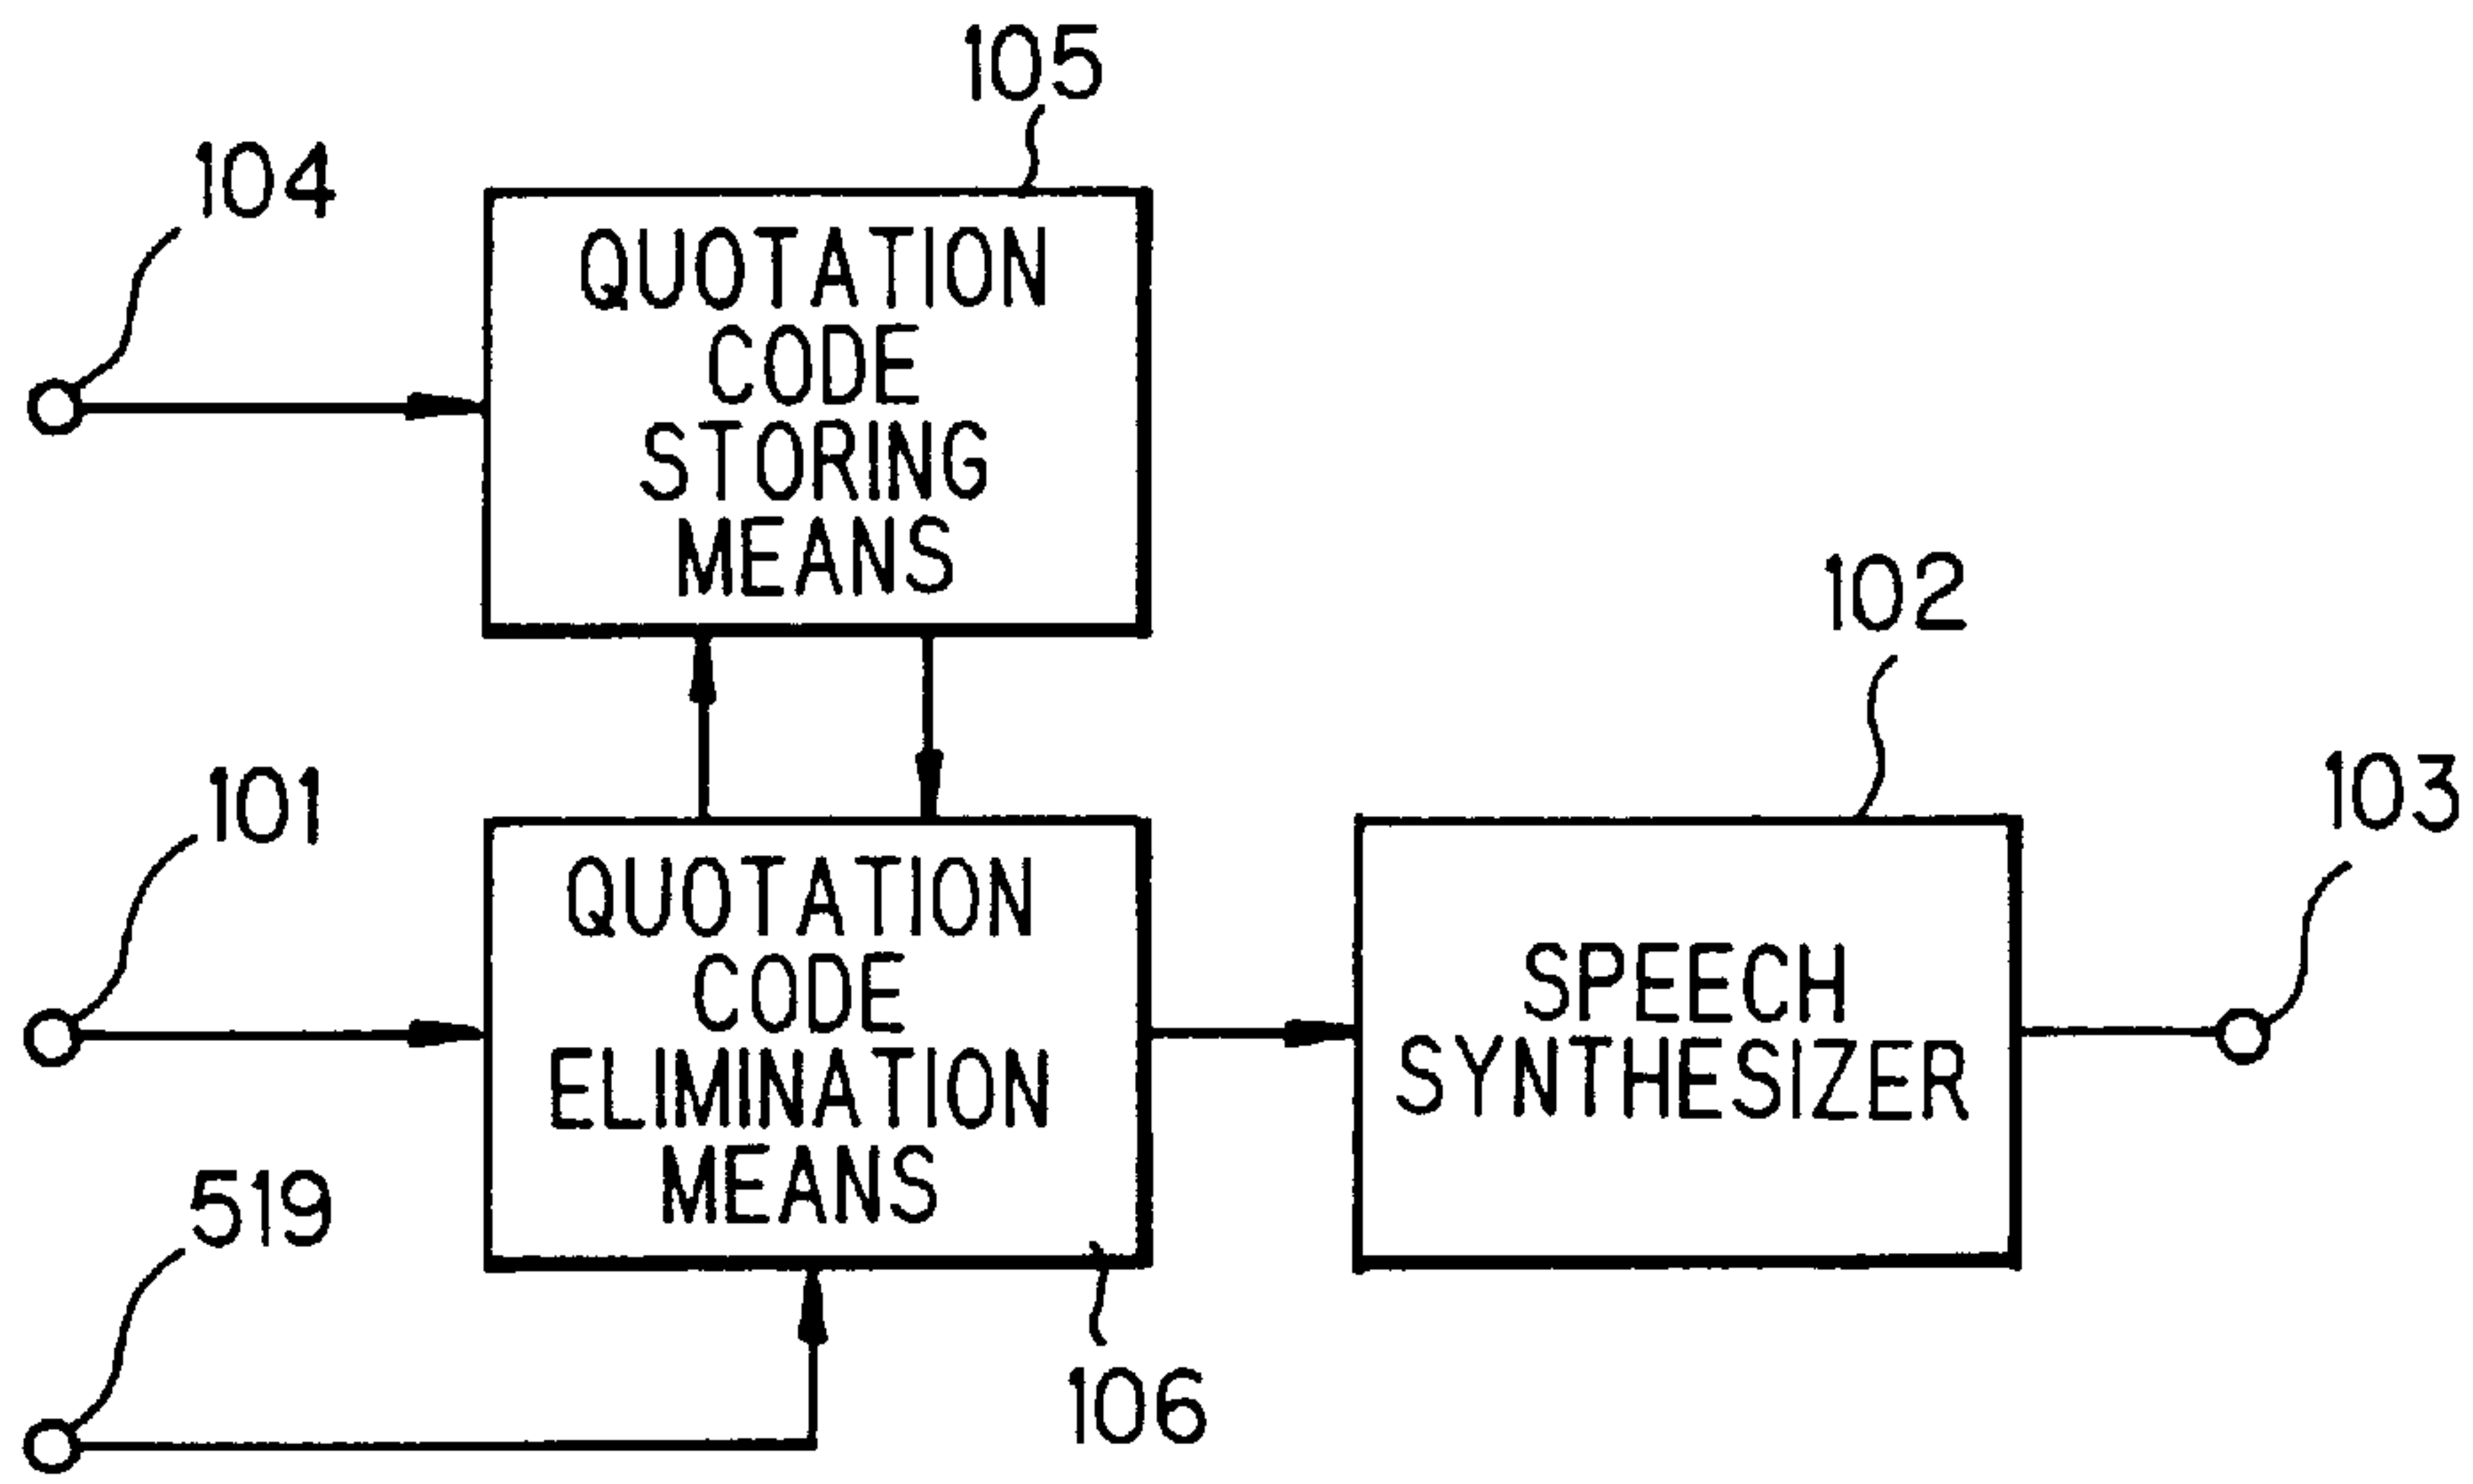 105
104
QUOTATION
CODE
STORING
MEANS
102
101
103
QUOTATION
CODE
ELIMINATION
MEANS
SPEECH
SYNTHESIZER
519
106